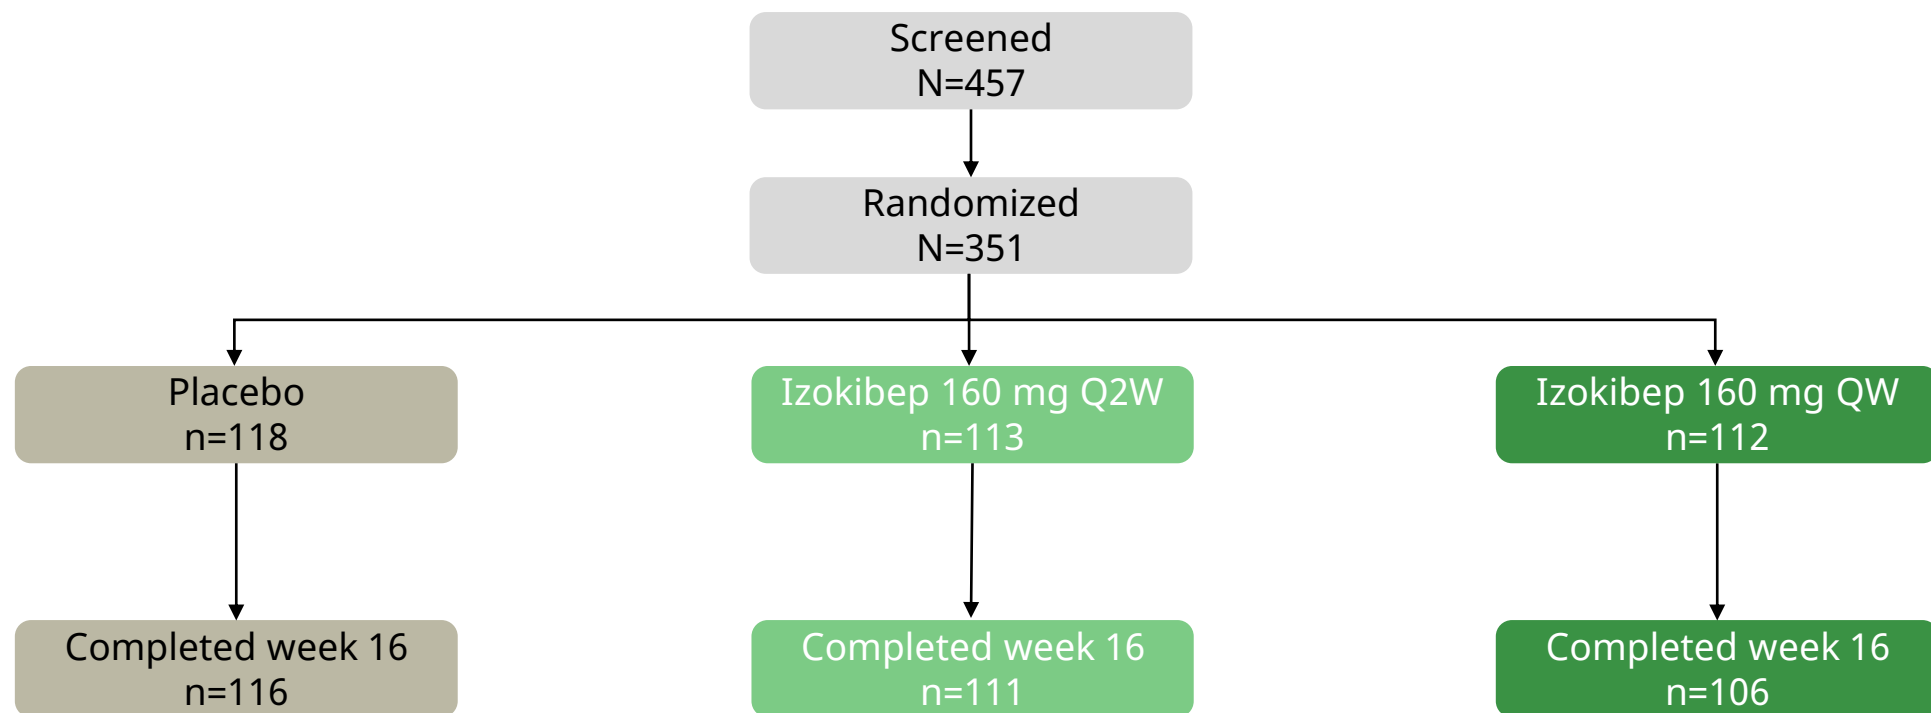 Screened
N=457
Randomized
N=351
Placebo
n=118
Izokibep 160 mg Q2W
n=113
Izokibep 160 mg QW
n=112
Completed week 16
n=116
Completed week 16
n=111
Completed week 16
n=106